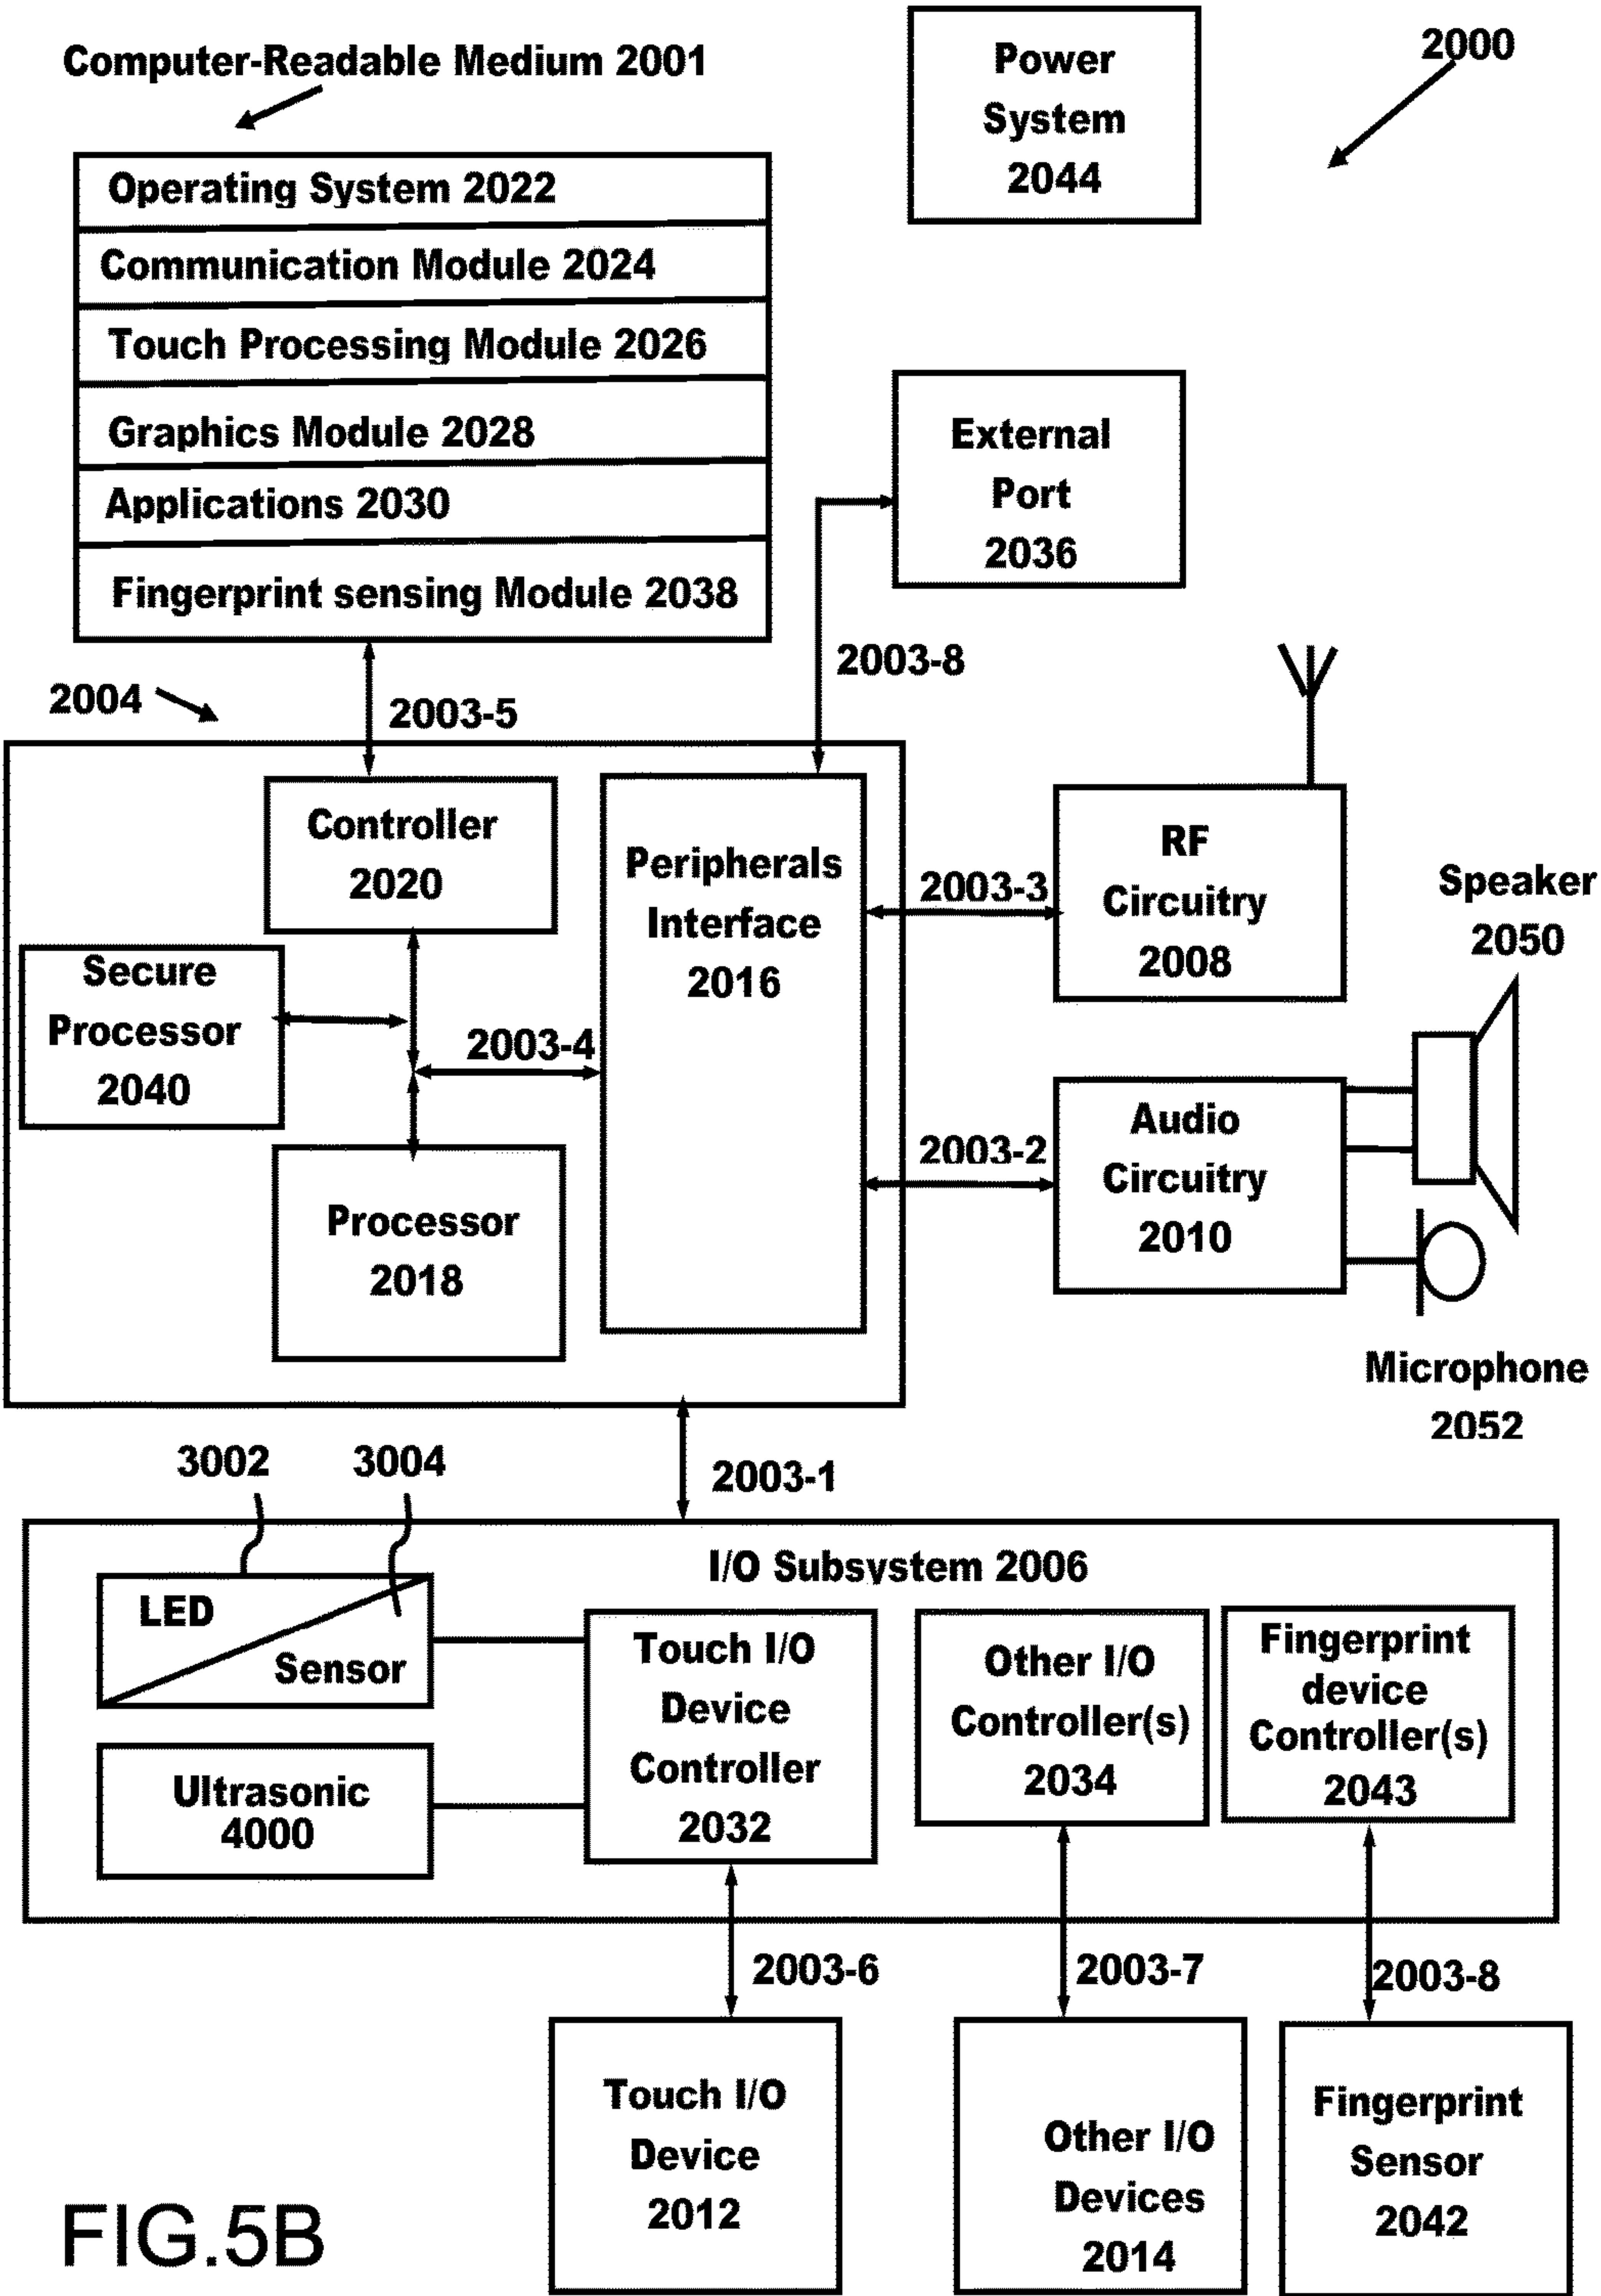 Computer-Readable Medium 2001
Power
System
2044
2000
Operating System 2022
Communication Module 2024
Touch Processing Module 2026
Graphics Module 2028
Applications 2030
Fingerprint sensing Module 2038
External
Port
2036
2003-8
2004
2003-5
Controller
2020
Peripherals
Interface
2016
2003-3
RF
Circuitry
2008
Speaker
2050
Secure
Processor
2040
2003-4
2003-2
Audio
Circuitry
2010
Processor
2018
Microphone
2052
3002
3004
2003-1
I/O Subsystem 2006
LED
Sensor
Ultrasonic
4000
Touch I/O
Device
Controller
2032
Other I/O
Controller(s)
2034
Fingerprint
device
Controller(s)
2043
2003-6
2003-7
2003-8
Touch I/O
Device
2012
Other I/O
Devices
2014
Fingerprint
Sensor
2042
FIG.5B